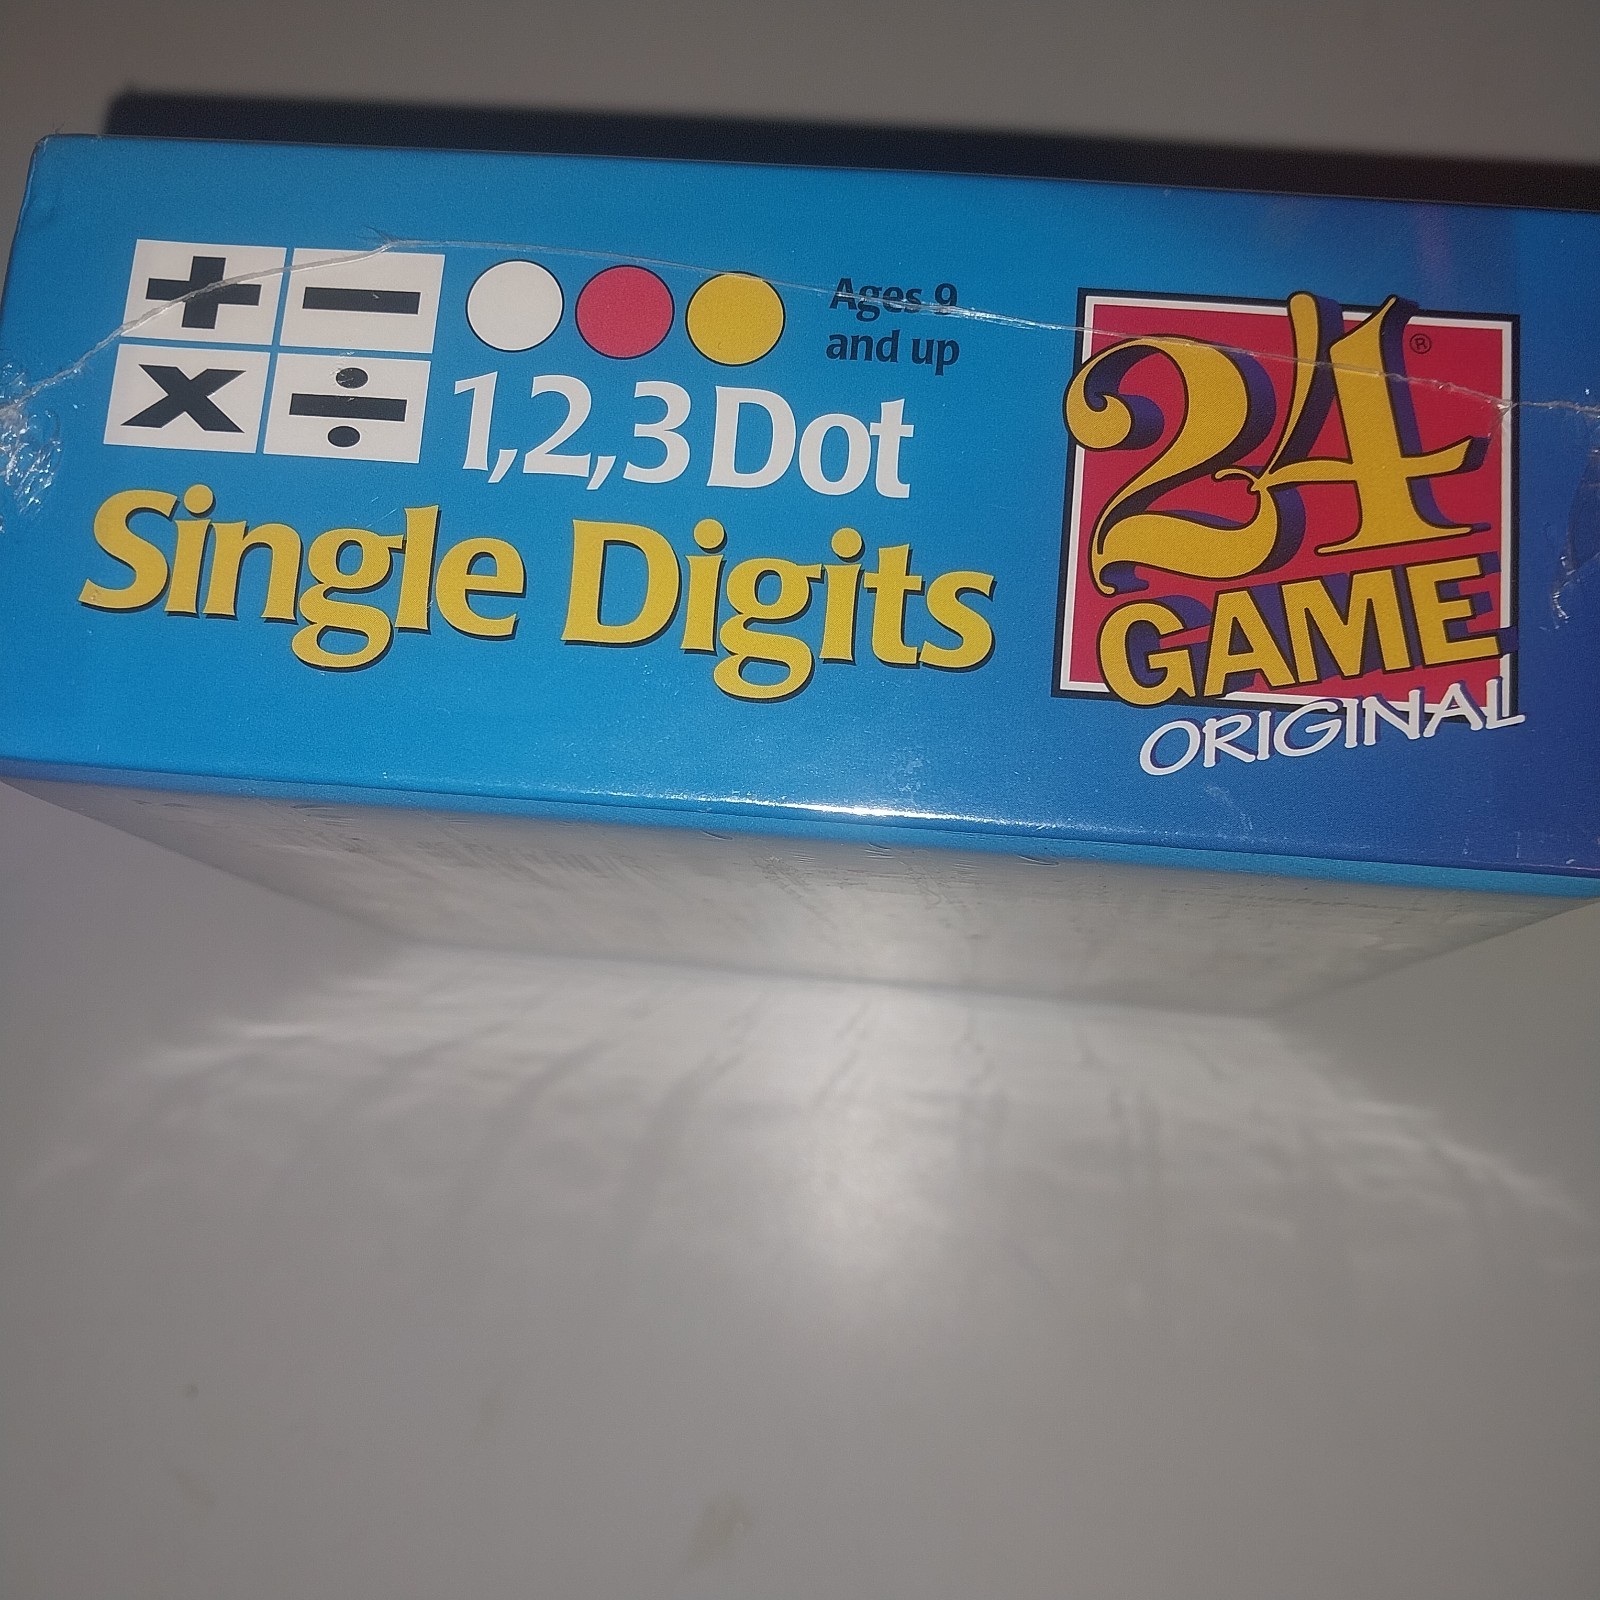 + −
× ÷
Ages 9
and up
1,2,3 Dot
Single Digits
24®
GAME
ORIGINAL